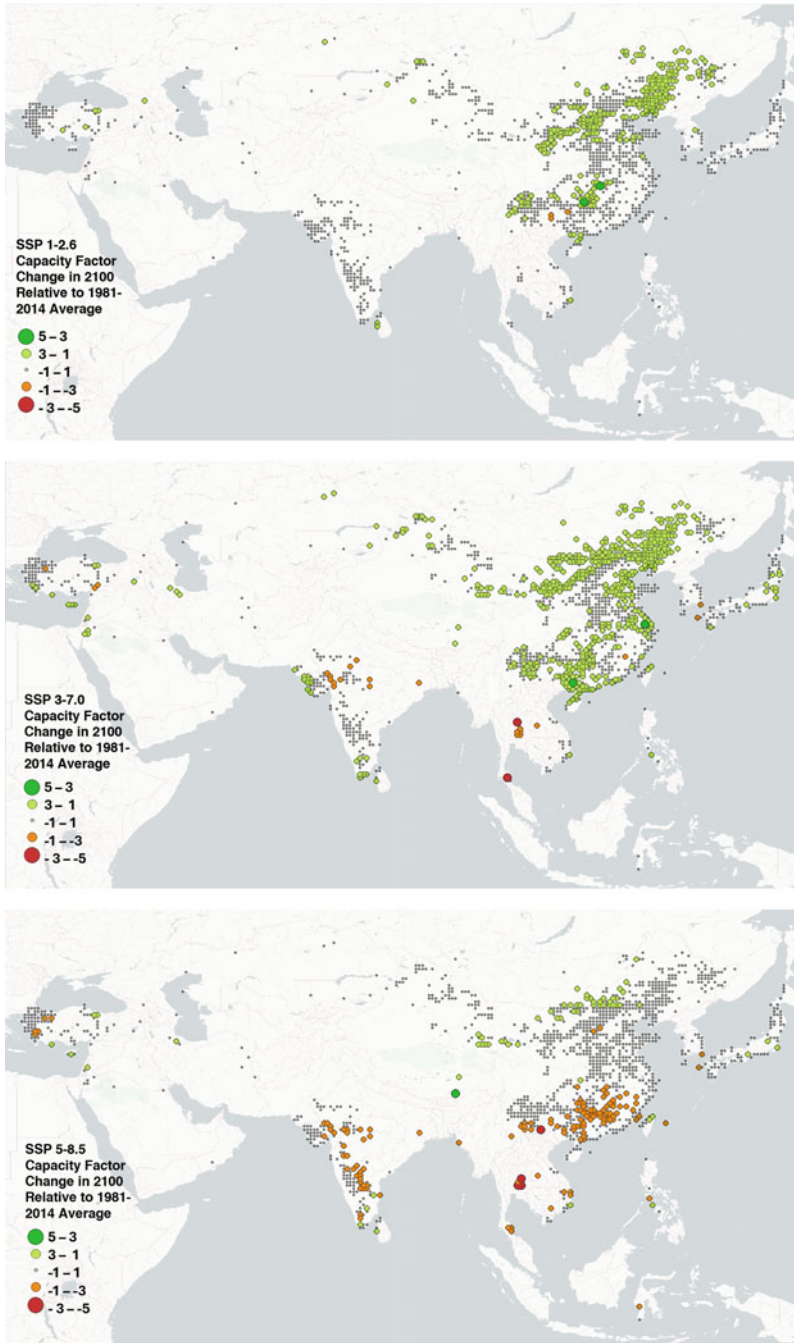 SSP 1-2.6
Capacity Factor
Change in 2100
Relative to 1981-
2014 Average
5 – 3
3 – 1
-1 – 1
-1 – -3
- 3 – -5
SSP 3-7.0
Capacity Factor
Change in 2100
Relative to 1981-
2014 Average
5 – 3
3 – 1
-1 – 1
-1 – -3
- 3 – -5
SSP 5-8.5
Capacity Factor
Change in 2100
Relative to 1981-
2014 Average
5 – 3
3 – 1
-1 – 1
-1 – -3
- 3 – -5